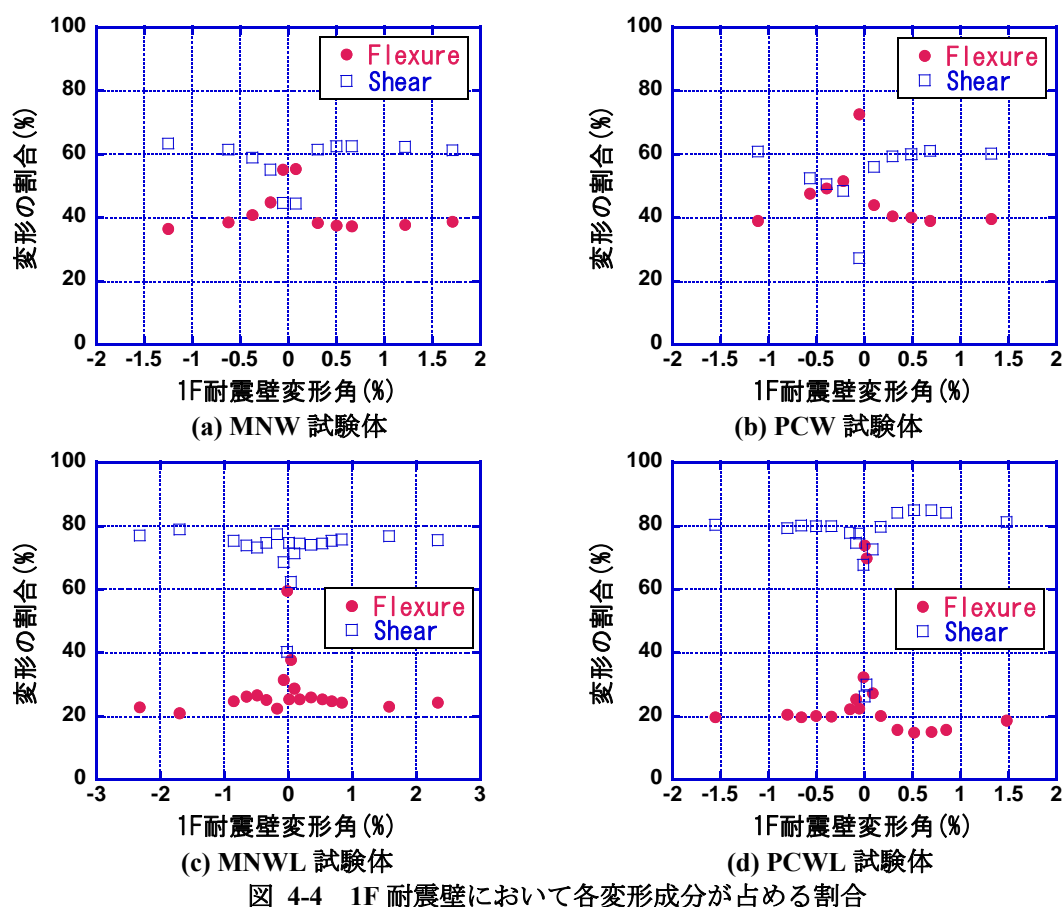 100
80
60
40
20
0
変形の割合(%)
Flexure
Shear
-2 -1.5 -1 -0.5 0 0.5 1 1.5 2
1F耐震壁変形角(%)
(a) MNW 試験体
100
80
60
40
20
0
変形の割合(%)
Flexure
Shear
-2 -1.5 -1 -0.5 0 0.5 1 1.5 2
1F耐震壁変形角(%)
(b) PCW 試験体
100
80
60
40
20
0
変形の割合(%)
Flexure
Shear
-3 -2 -1 0 1 2 3
1F耐震壁変形角(%)
(c) MNWL 試験体
100
80
60
40
20
0
変形の割合(%)
Flexure
Shear
-2 -1.5 -1 -0.5 0 0.5 1 1.5 2
1F耐震壁変形角(%)
(d) PCWL 試験体
図 4-4 1F 耐震壁において各変形成分が占める割合